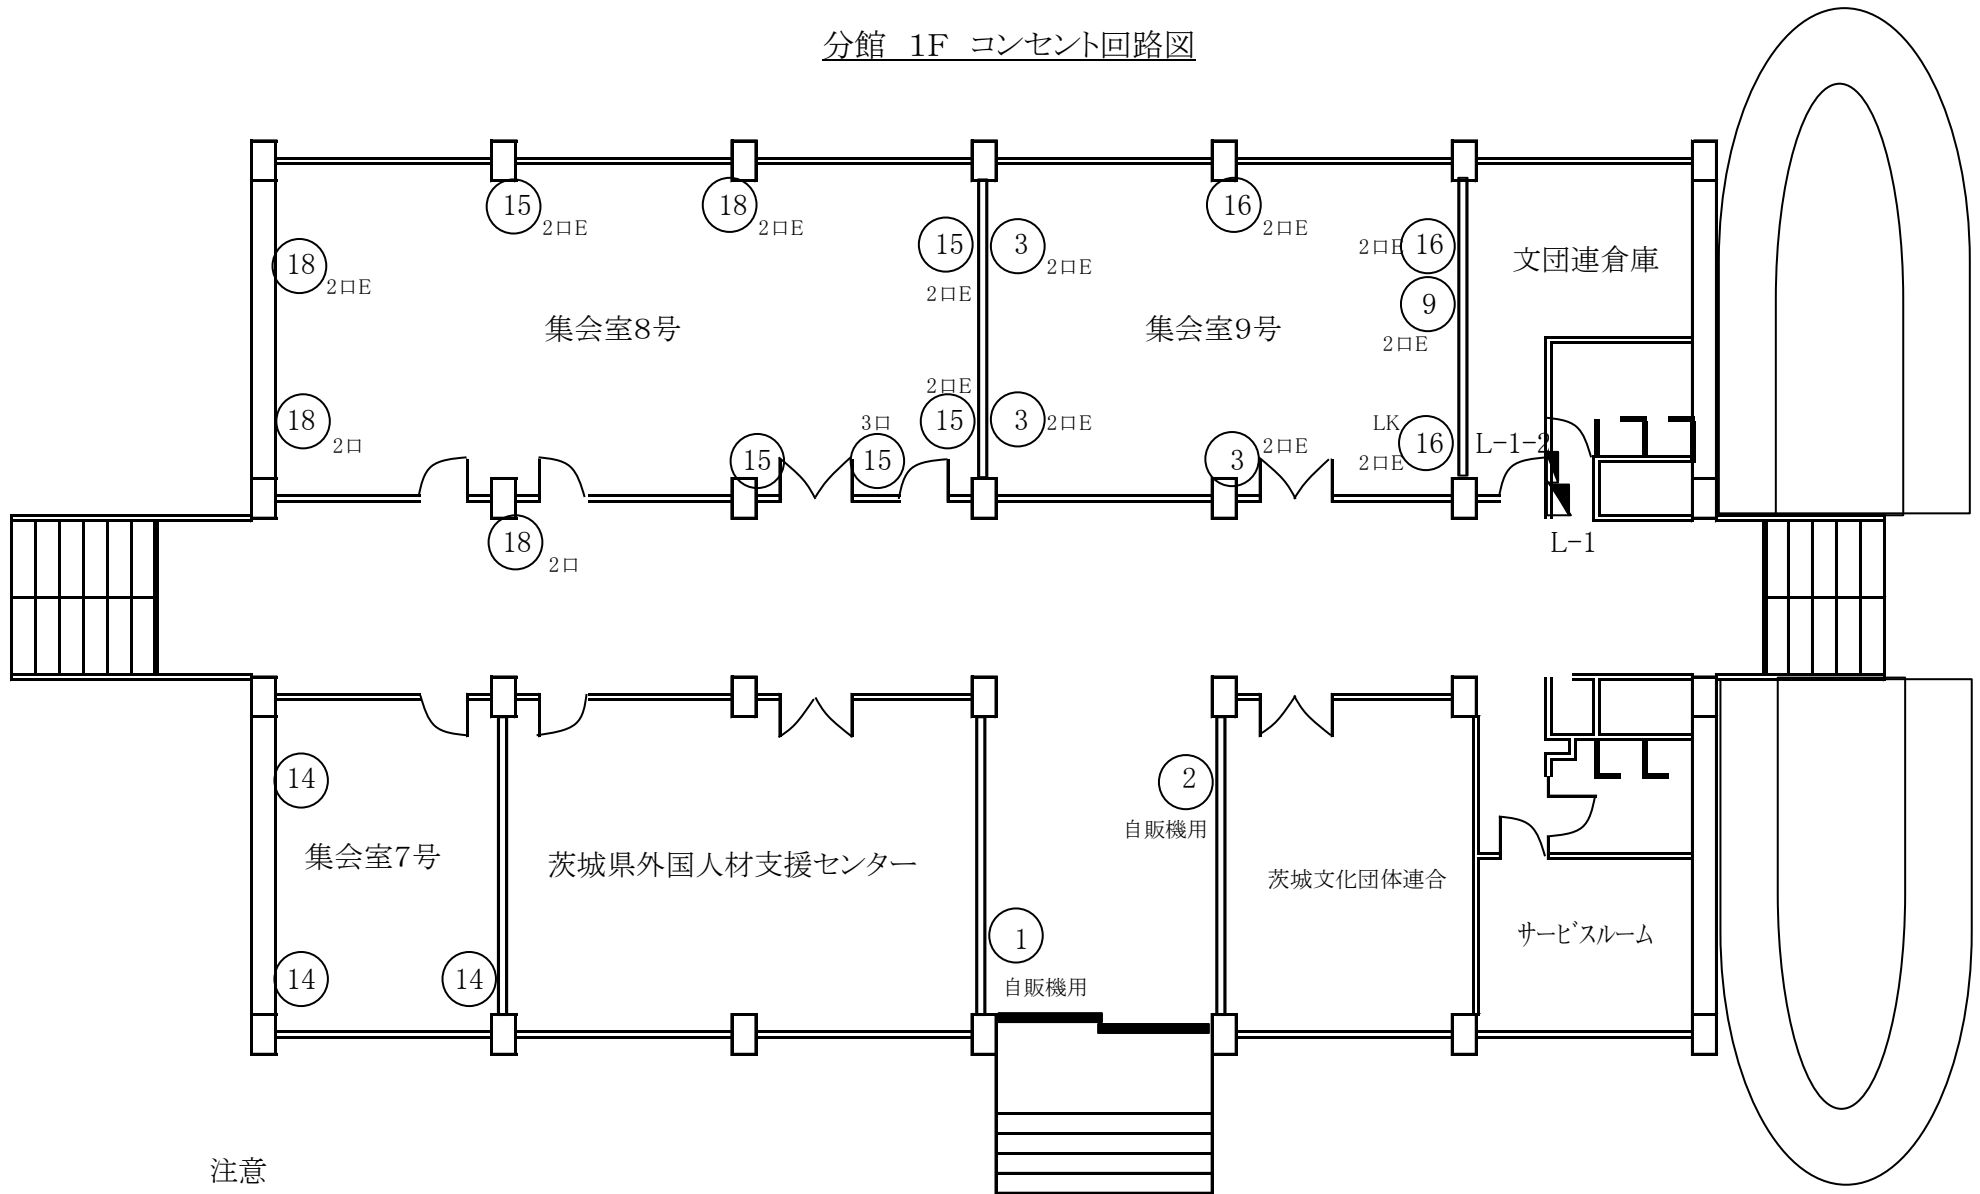 分館 1F コンセント回路図
15
2口E
18
2口E
16
2口E
18
2口E
15
2口E
3
2口E
2口E
16
文団連倉庫
9
2口E
集会室8号
集会室9号
18
2口
2口E
15
3口
15
15
3
2口E
3
2口E
LK
16
2口E
L-1-2
L-1
18
2口
14
2
自販機用
集会室7号
茨城県外国人材支援センター
茨城文化団体連合
1
自販機用
サービスルーム
14
14
注意